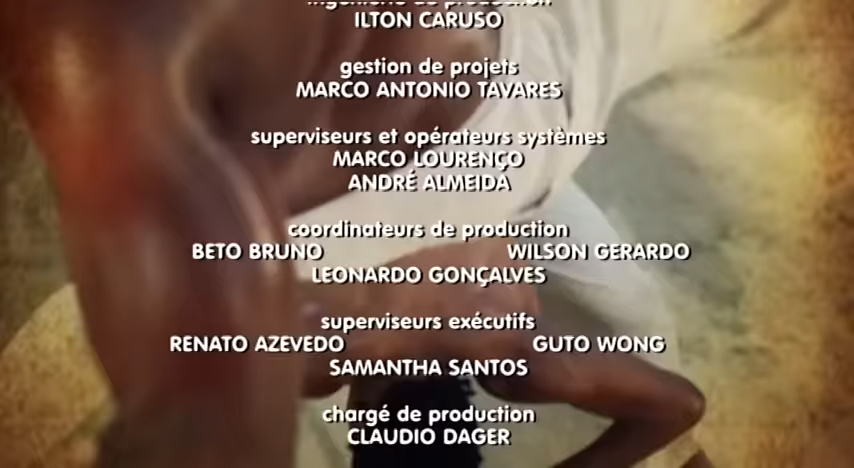 ILTON CARUSO
gestion de projets
MARCO ANTONIO TAVARES
superviseurs et opérateurs systèmes
MARCO LOURENÇO
ANDRÉ ALMEIDA
coordinateurs de production
BETO BRUNO WILSON GERARDO
LEONARDO GONÇALVES
superviseurs exécutifs
RENATO AZEVEDO GUTO WONG
SAMANTHA SANTOS
chargé de production
CLAUDIO DAGER